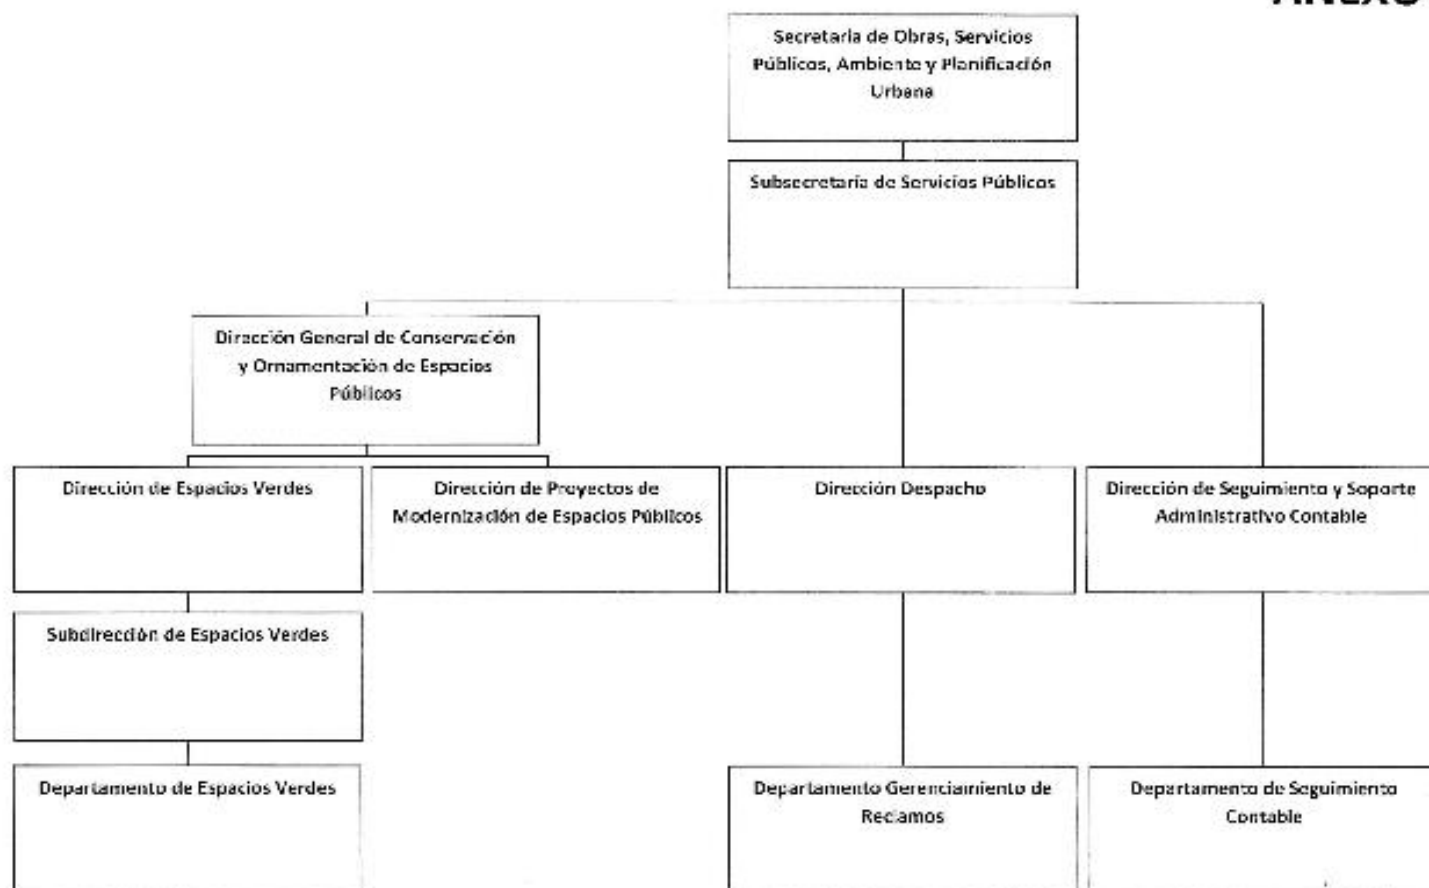 ANEXO
Secretaría de Obras, Servicios
Públicos, Ambiente y Planificación
Urbana
Subsecretaría de Servicios Públicos
Dirección General de Conservación
y Ornamentación de Espacios
Públicos
Dirección de Espacios Verdes
Dirección de Proyectos de
Modernización de Espacios Públicos
Dirección Despacho
Dirección de Seguimiento y Soporte
Administrativo Contable
Subdirección de Espacios Verdes
Departamento de Espacios Verdes
Departamento Gerenciamiento de
Reclamos
Departamento de Seguimiento
Contable